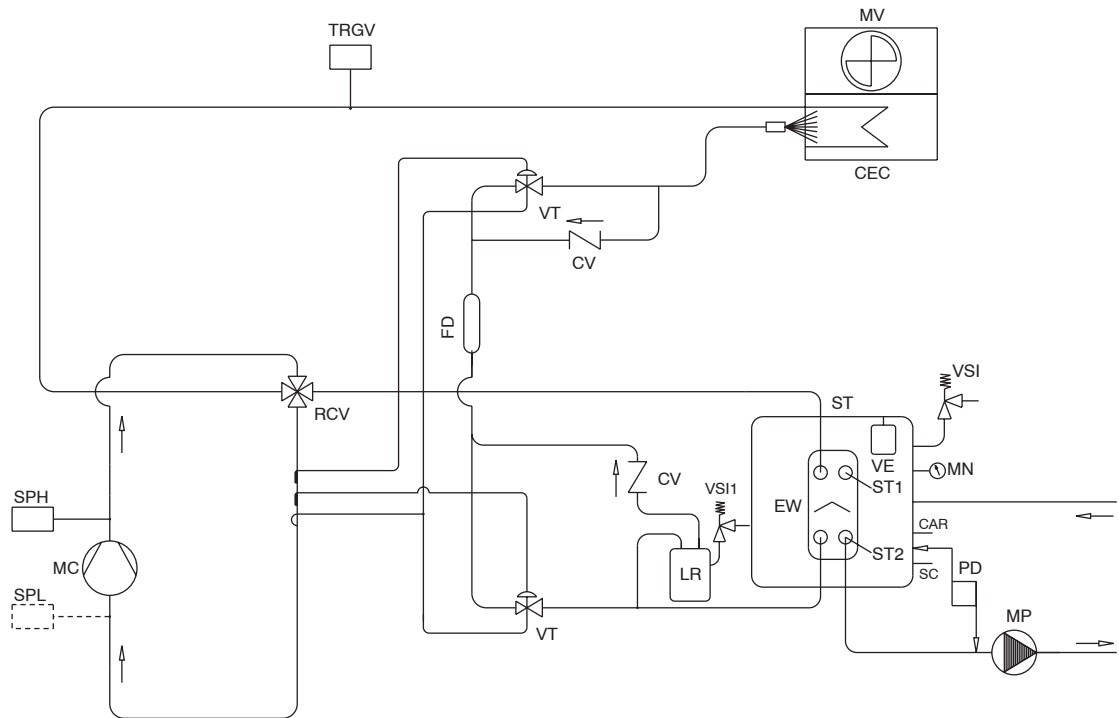 TRGV
MV
CEC
VT
CV
FD
RCV
ST
VSI
VE
MN
CV
VSI1
EW
ST1
SPH
CAR
ST2
PD
MC
LR
SC
SPL
VT
MP